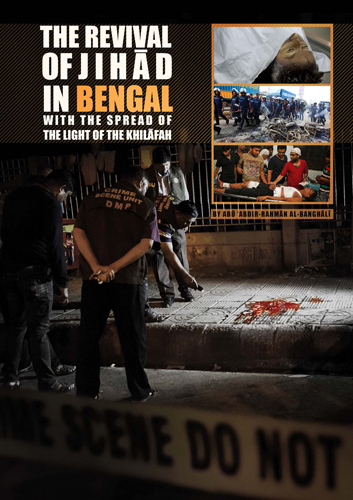 THE REVIVAL
OF JIHĀD
IN BENGAL
WITH THE SPREAD OF
THE LIGHT OF THE KHILĀFAH
BY ABŪ 'ABDIR-RAHMĀN AL-BANGHĀLĪ
CRIME
SCENE UNIT
DMP
ME SCENE DO NOT